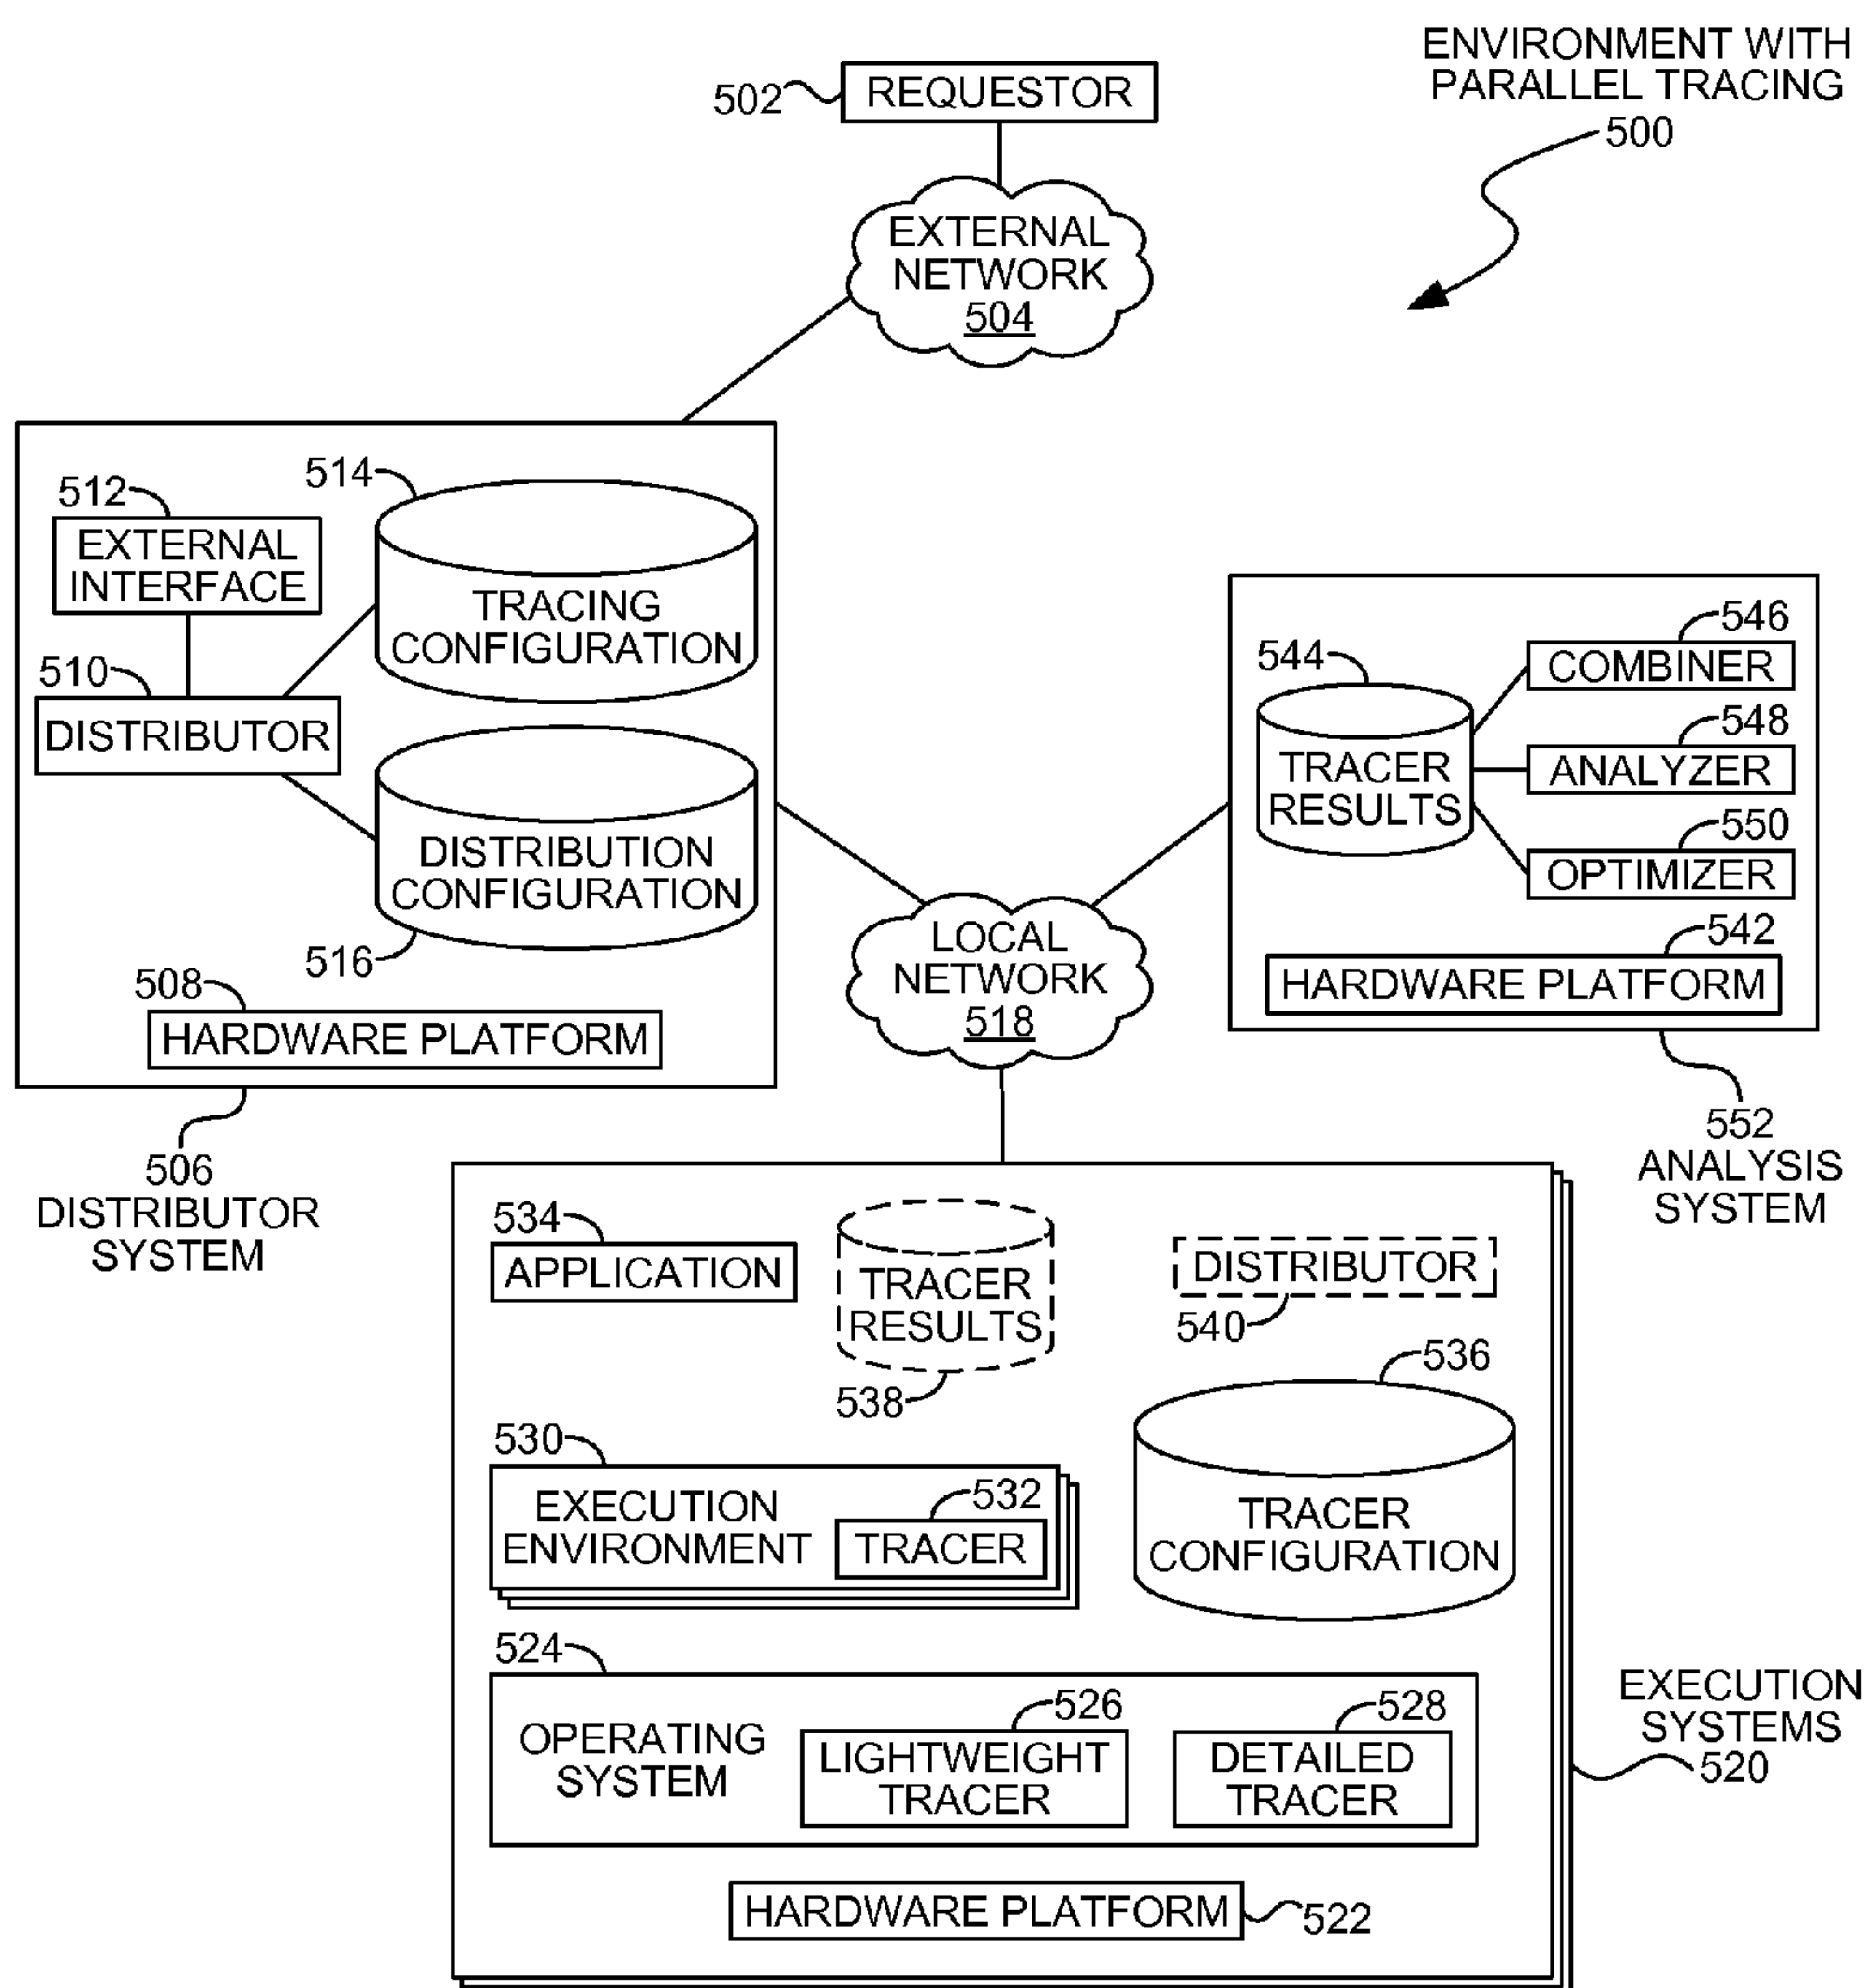 ENVIRONMENT WITH
PARALLEL TRACING
500
502
REQUESTOR
EXTERNAL
NETWORK
504
514
512
EXTERNAL
INTERFACE
TRACING
CONFIGURATION
510
DISTRIBUTOR
DISTRIBUTION
CONFIGURATION
516
508
HARDWARE PLATFORM
506
DISTRIBUTOR
SYSTEM
LOCAL
NETWORK
518
546
544
COMBINER
548
TRACER
RESULTS
ANALYZER
550
OPTIMIZER
542
HARDWARE PLATFORM
552
ANALYSIS
SYSTEM
534
APPLICATION
TRACER
RESULTS
538
DISTRIBUTOR
540
536
TRACER
CONFIGURATION
530
EXECUTION
ENVIRONMENT
532
TRACER
524
OPERATING
SYSTEM
526
LIGHTWEIGHT
TRACER
528
DETAILED
TRACER
HARDWARE PLATFORM
522
EXECUTION
SYSTEMS
520